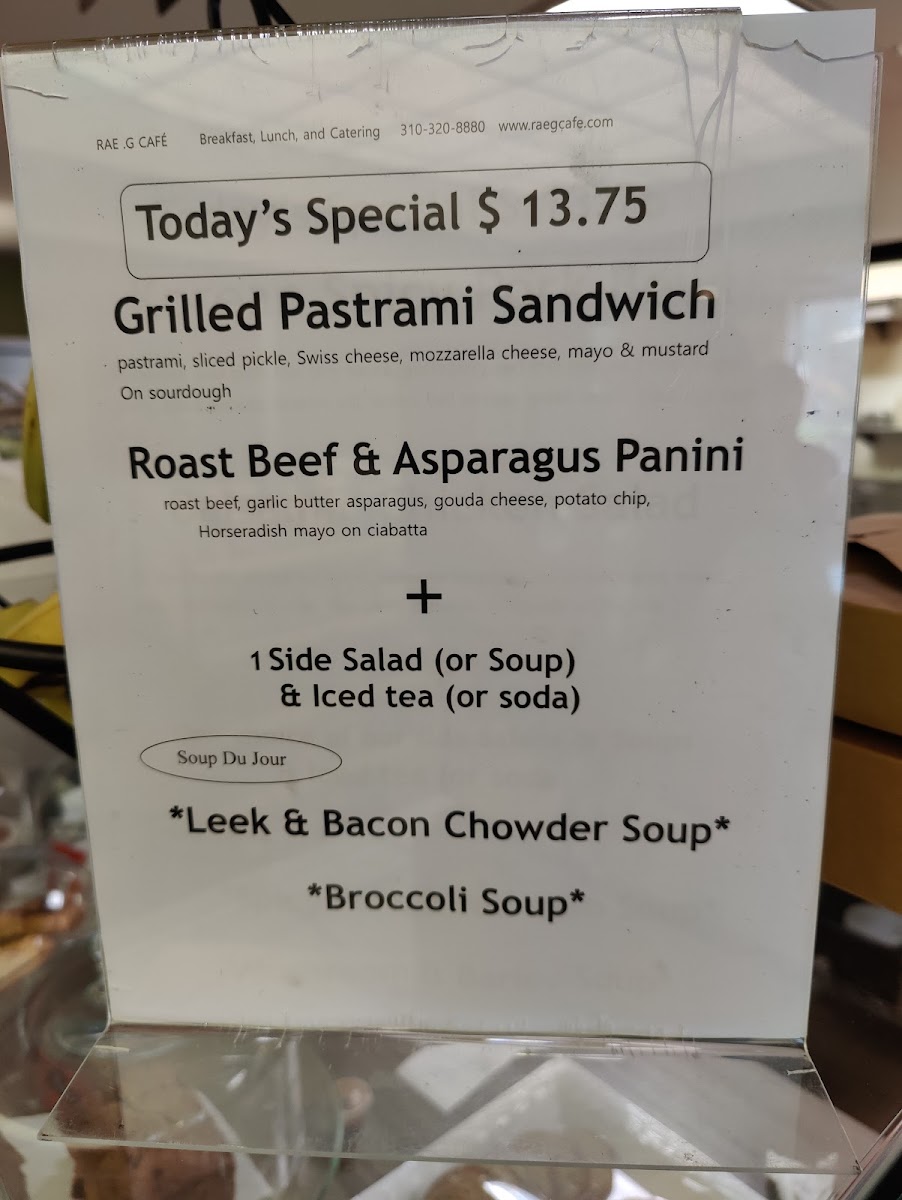 RAE .G CAFÉ Breakfast, Lunch, and Catering 310-320-8880 www.raegcafe.com
Today's Special $ 13.75
Grilled Pastrami Sandwich
pastrami, sliced pickle, Swiss cheese, mozzarella cheese, mayo & mustard
On sourdough
Roast Beef & Asparagus Panini
roast beef, garlic butter asparagus, gouda cheese, potato chip,
Horseradish mayo on ciabatta
+
1 Side Salad (or Soup)
& Iced tea (or soda)
Soup Du Jour
*Leek & Bacon Chowder Soup*
*Broccoli Soup*